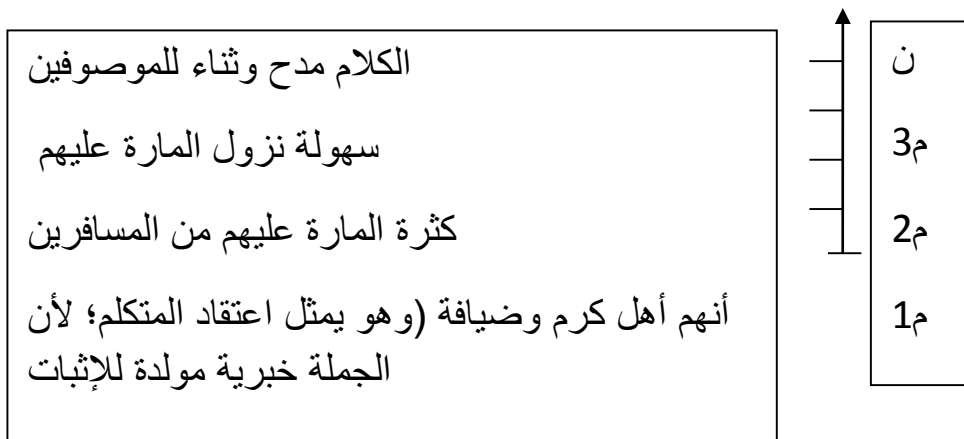 ن
م3
م2
م1
الكلام مدح وثناء للموصوفين
سهولة نزول المارة عليهم
كثرة المارة عليهم من المسافرين
أنهم أهل كرم وضيافة (وهو يمثل اعتقاد المتكلم؛ لأن
الجملة خبرية مولدة للإثبات